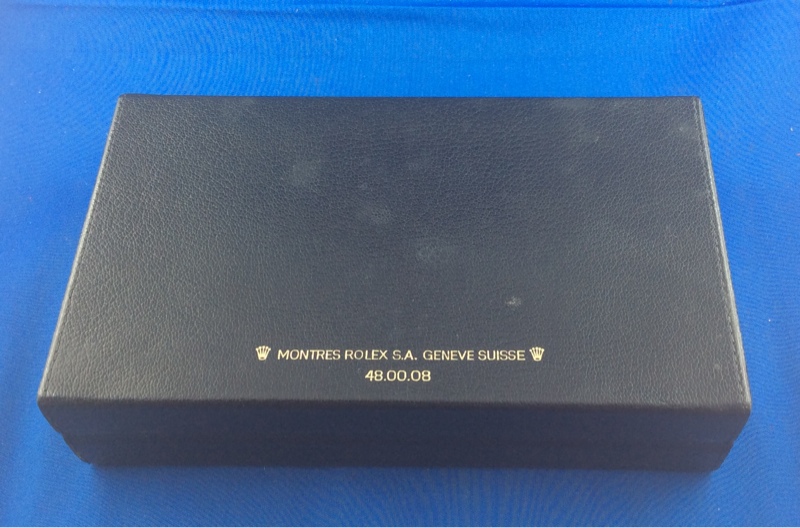 MONTRES ROLEX S.A. GENEVE SUISSE
48.00.08